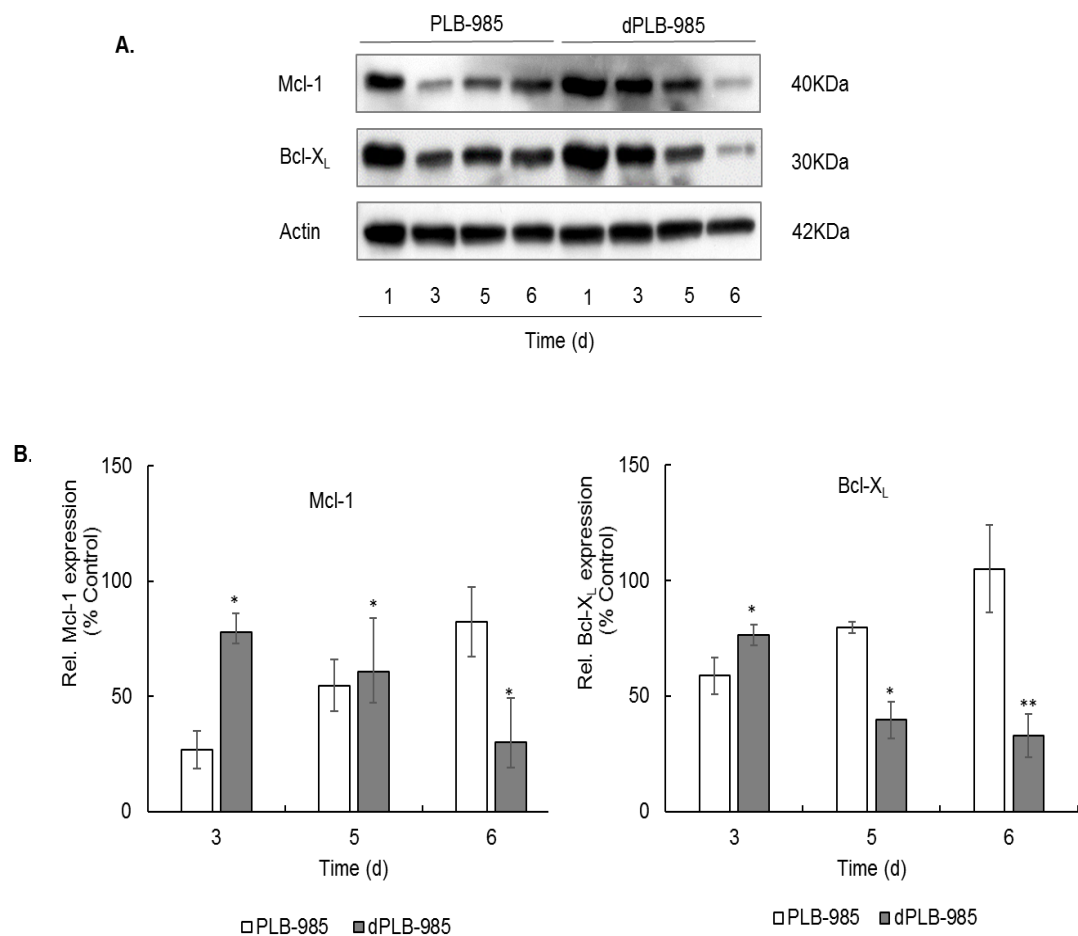 A.
PLB-985 dPLB-985
Mcl-1 40KDa
Bcl-XL 30KDa
Actin 42KDa
1 3 5 6 1 3 5 6
Time (d)
B.
Rel. Mcl-1 expression
(% Control)
150
100
50
0
Mcl-1
* * *
3 5 6
Time (d)
PLB-985 dPLB-985
Rel. Bcl-XL expression
(% Control)
150
100
50
0
Bcl-XL
* * **
3 5 6
Time (d)
PLB-985 dPLB-985